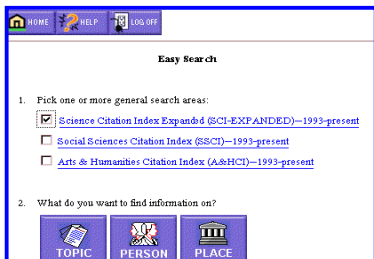 HOME HELP LOG OFF
Easy Search
1. Pick one or more general search areas:
Science Citation Index Expandd (SCI-EXPANDED)--1993-present
Social Sciences Citation Index (SSCI)--1993-present
Arts & Humanities Citation Index (A&HCI)--1993-present
2. What do you want to find information on?
TOPIC PERSON PLACE